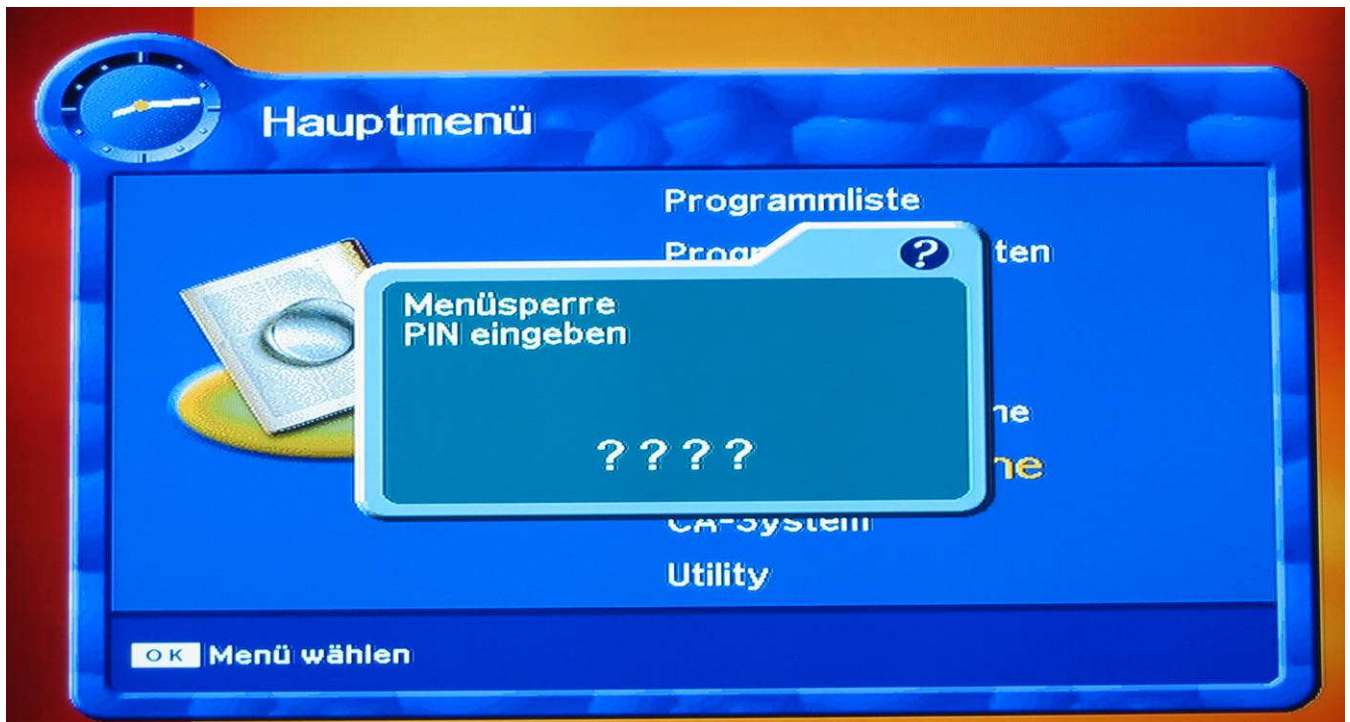 Hauptmenü
Programmliste
ten
?
Menüsperre
PIN eingeben
ne
? ? ? ?
ne
CA-System
Utility
OK Menü wählen